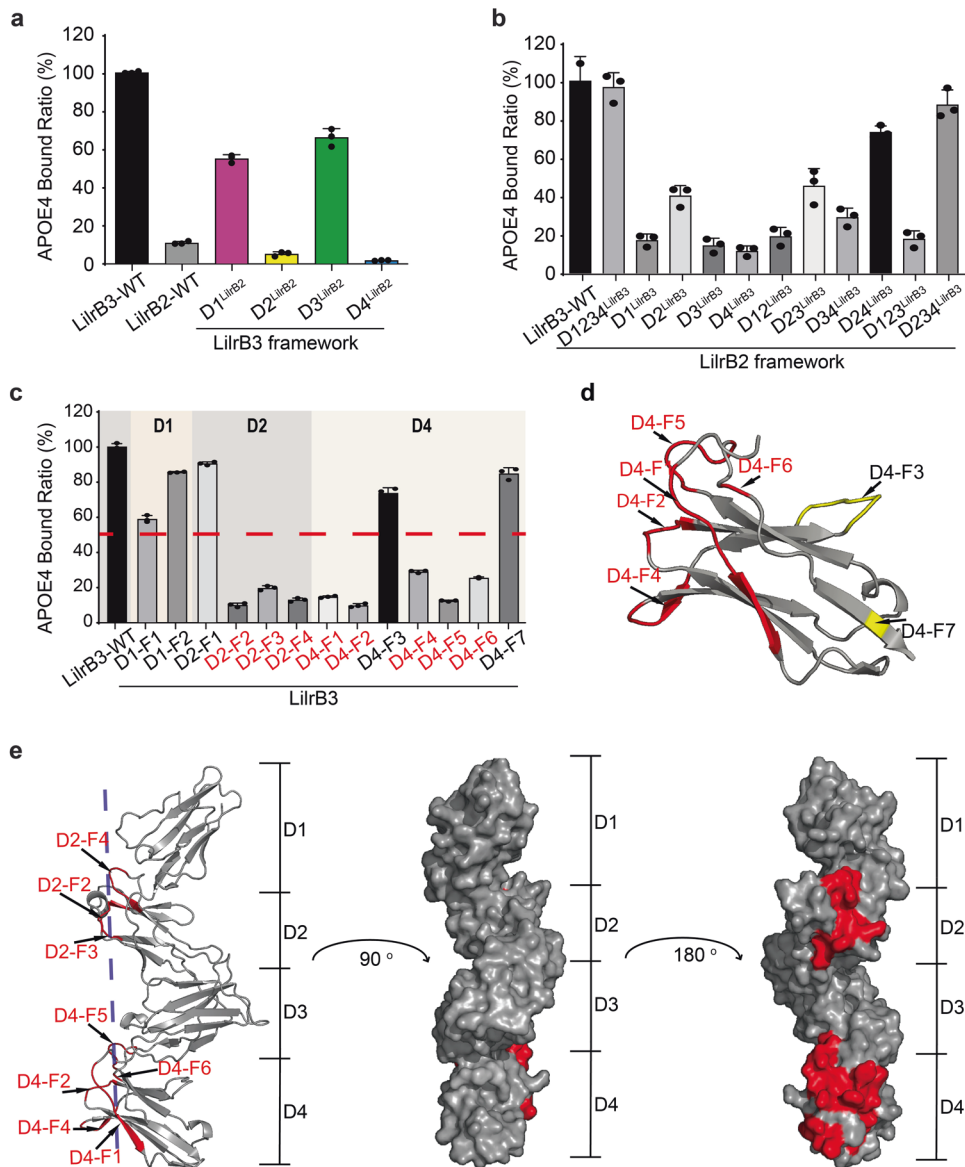 a
APOE4 Bound Ratio (%)
120
100
80
60
40
20
0
LilrB3-WT
LilrB2-WT
D1LilrB2
D2LilrB2
D3LilrB2
D4LilrB2
LilrB3 framework
b
APOE4 Bound Ratio (%)
120
100
80
60
40
20
0
LilrB3-WT
D1234LilrB3
D1LilrB3
D2LilrB3
D3LilrB3
D4LilrB3
D12LilrB3
D23LilrB3
D34LilrB3
D24LilrB3
D123LilrB3
D234LilrB3
LilrB2 framework
c
D1
D2
D4
APOE4 Bound Ratio (%)
120
100
80
60
40
20
0
LilrB3-WT
D1-F1
D1-F2
D2-F1
D2-F2
D2-F3
D2-F4
D4-F1
D4-F2
D4-F3
D4-F4
D4-F5
D4-F6
D4-F7
LilrB3
d
D4-F5
D4-F
D4-F6
D4-F3
D4-F2
D4-F4
D4-F7
e
D2-F4
D2-F2
D2-F3
D4-F5
D4-F6
D4-F2
D4-F4
D4-F1
D1
D2
D3
D4
90 °
D1
D2
D3
D4
180 °
D1
D2
D3
D4